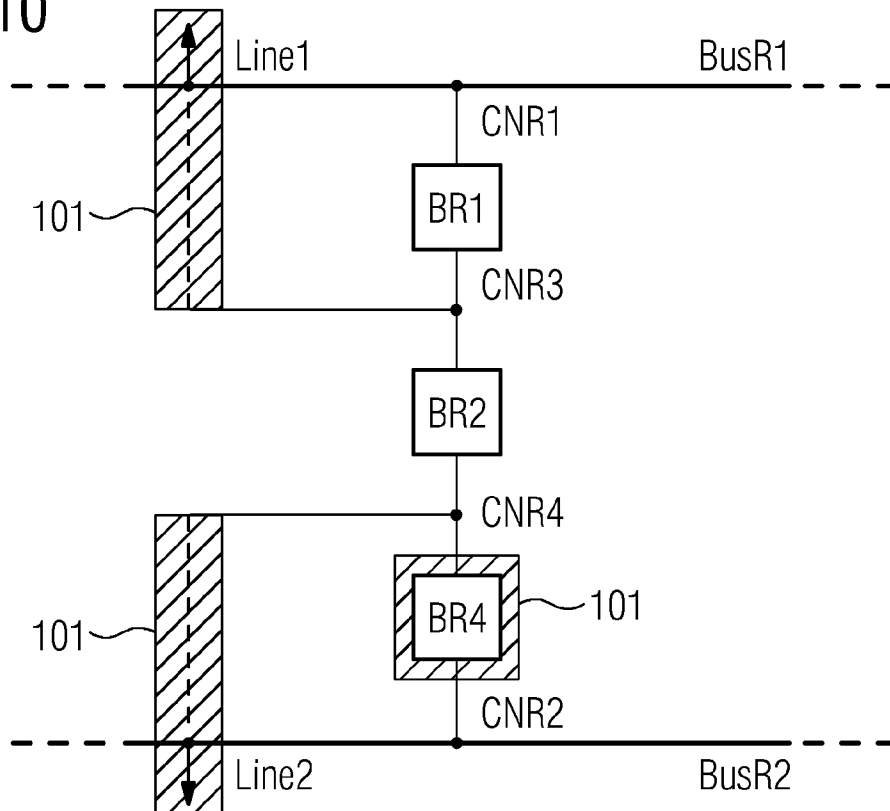 10
Line1
BusR1
CNR1
BR1
101
CNR3
BR2
CNR4
BR4
101
101
CNR2
Line2
BusR2